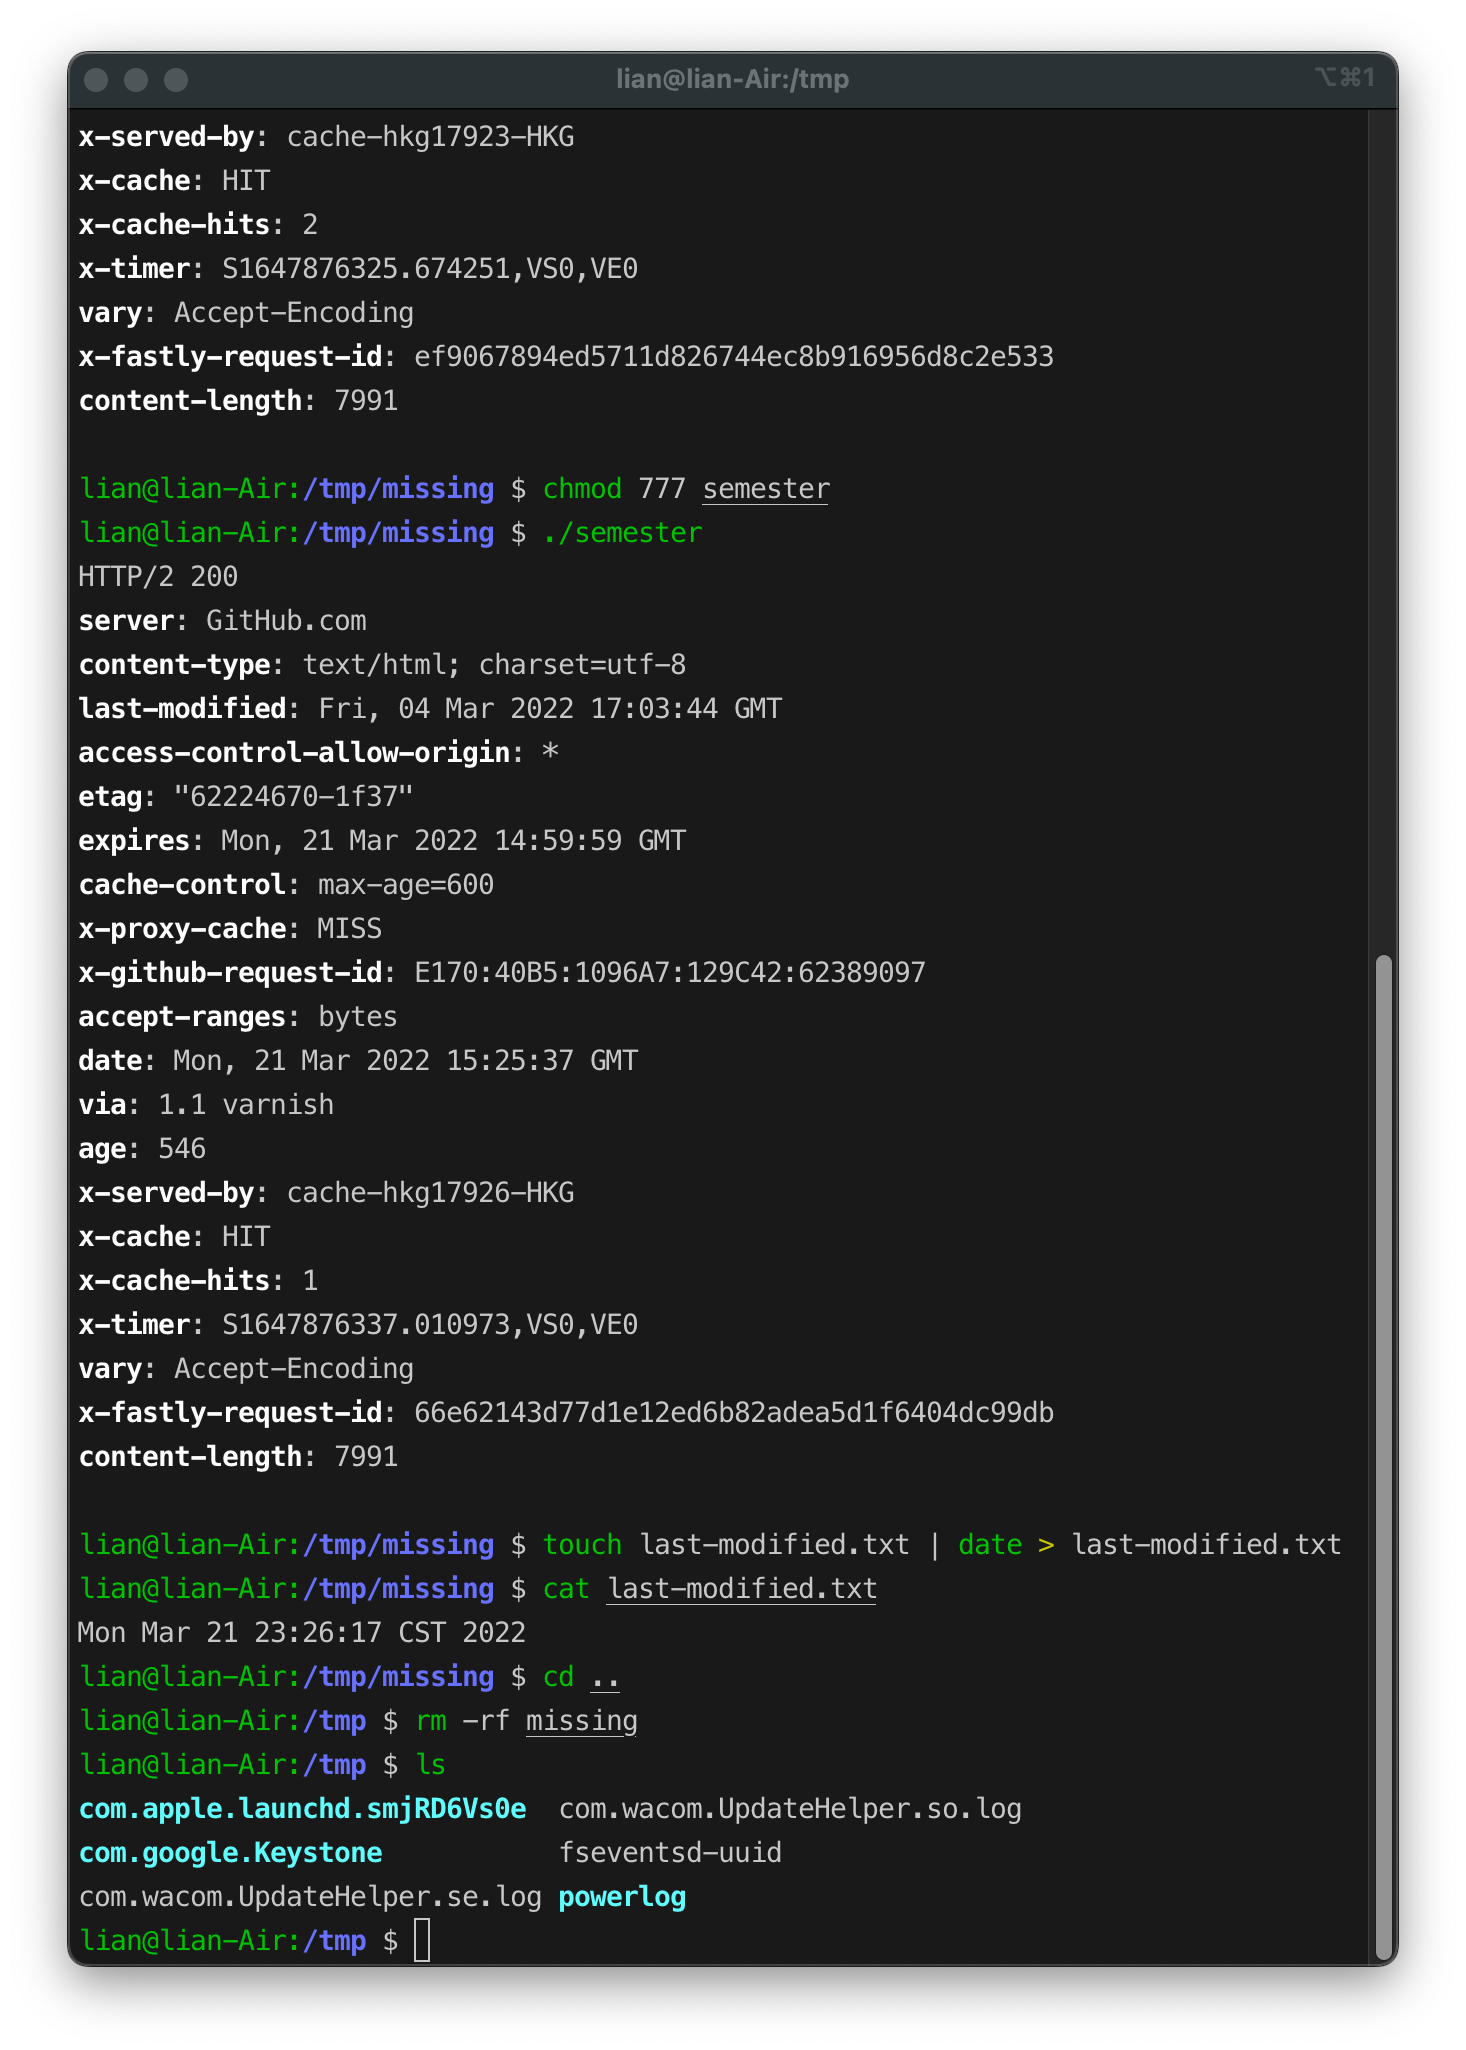 lian@lian-Air:/tmp ⌥⌘1
x-served-by: cache-hkg17923-HKG
x-cache: HIT
x-cache-hits: 2
x-timer: S1647876325.674251,VS0,VE0
vary: Accept-Encoding
x-fastly-request-id: ef9067894ed5711d826744ec8b916956d8c2e533
content-length: 7991
lian@lian-Air:/tmp/missing $ chmod 777 semester
lian@lian-Air:/tmp/missing $ ./semester
HTTP/2 200
server: GitHub.com
content-type: text/html; charset=utf-8
last-modified: Fri, 04 Mar 2022 17:03:44 GMT
access-control-allow-origin: *
etag: "62224670-1f37"
expires: Mon, 21 Mar 2022 14:59:59 GMT
cache-control: max-age=600
x-proxy-cache: MISS
x-github-request-id: E170:40B5:1096A7:129C42:62389097
accept-ranges: bytes
date: Mon, 21 Mar 2022 15:25:37 GMT
via: 1.1 varnish
age: 546
x-served-by: cache-hkg17926-HKG
x-cache: HIT
x-cache-hits: 1
x-timer: S1647876337.010973,VS0,VE0
vary: Accept-Encoding
x-fastly-request-id: 66e62143d77d1e12ed6b82adea5d1f6404dc99db
content-length: 7991
lian@lian-Air:/tmp/missing $ touch last-modified.txt | date > last-modified.txt
lian@lian-Air:/tmp/missing $ cat last-modified.txt
Mon Mar 21 23:26:17 CST 2022
lian@lian-Air:/tmp/missing $ cd ..
lian@lian-Air:/tmp $ rm -rf missing
lian@lian-Air:/tmp $ ls
com.apple.launchd.smjRD6Vs0e com.wacom.UpdateHelper.so.log
com.google.Keystone fseventsd-uuid
com.wacom.UpdateHelper.se.log powerlog
lian@lian-Air:/tmp $